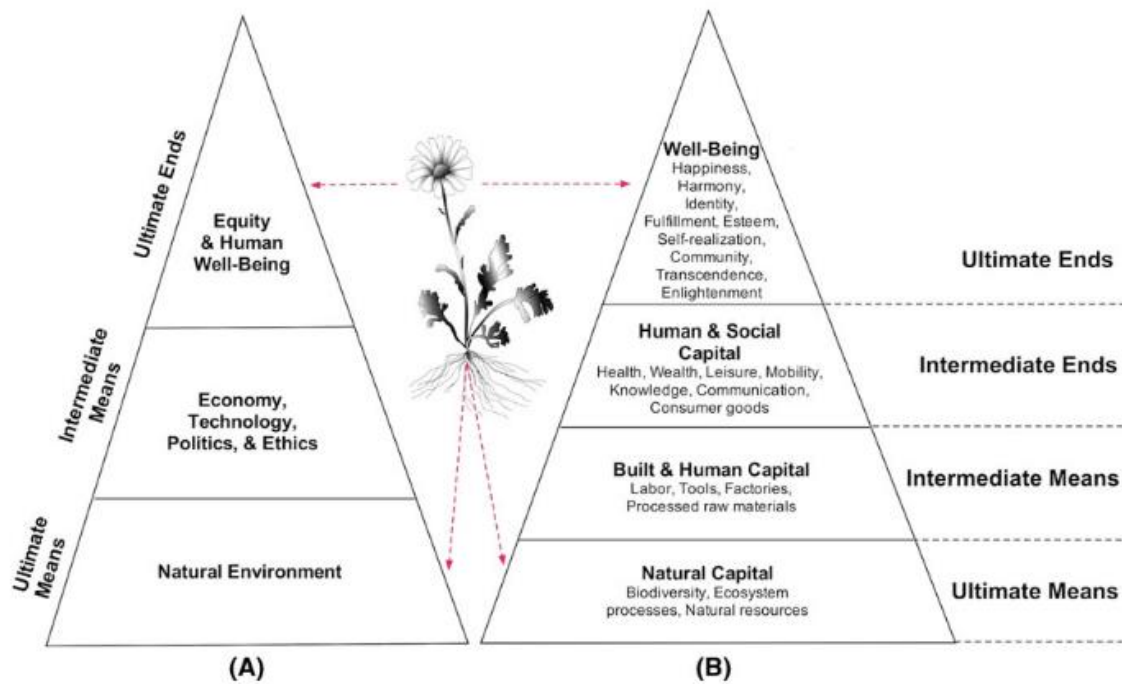 Ultimate Ends
Equity
& Human
Well-Being
Intermediate
Means
Economy,
Technology,
Politics, & Ethics
Ultimate
Means
Natural Environment
(A)
Well-Being
Happiness,
Harmony,
Identity,
Fulfillment, Esteem,
Self-realization,
Community,
Transcendence,
Enlightenment
Ultimate Ends
Human & Social
Capital
Health, Wealth, Leisure, Mobility,
Knowledge, Communication,
Consumer goods
Intermediate Ends
Built & Human Capital
Labor, Tools, Factories,
Processed raw materials
Intermediate Means
Natural Capital
Biodiversity, Ecosystem
processes, Natural resources
Ultimate Means
(B)